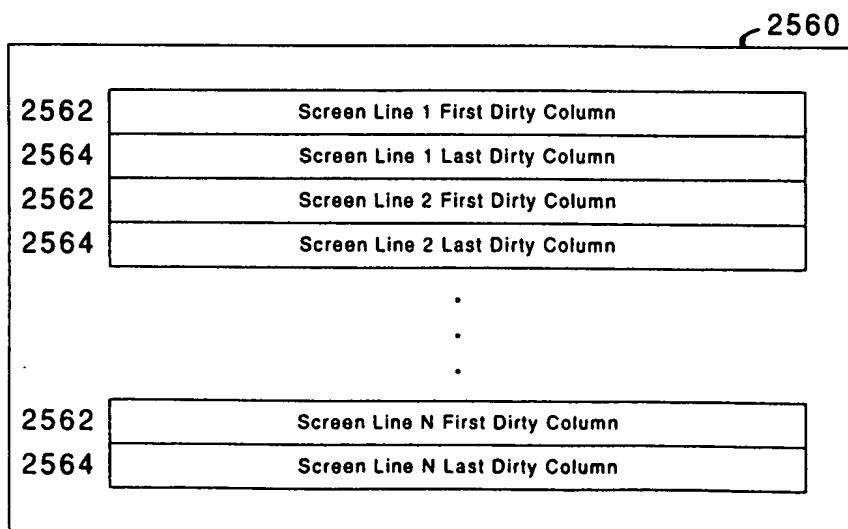 2560
2562 Screen Line 1 First Dirty Column
2564 Screen Line 1 Last Dirty Column
2562 Screen Line 2 First Dirty Column
2564 Screen Line 2 Last Dirty Column
2562 Screen Line N First Dirty Column
2564 Screen Line N Last Dirty Column